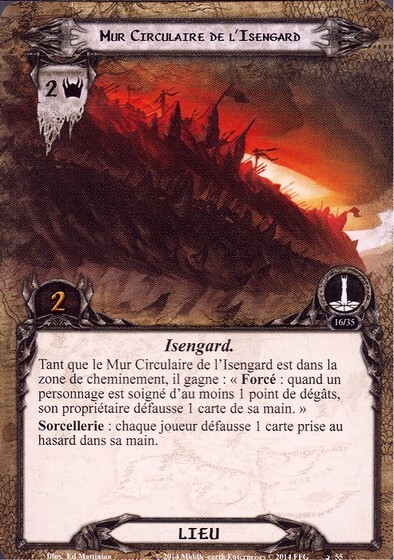 Mur Circulaire de l'Isengard
2
2
16/35
Isengard.
Tant que le Mur Circulaire de l'Isengard est dans la
zone de cheminement, il gagne : « Forcé : quand un
personnage est soigné d'au moins 1 point de dégâts,
son propriétaire défausse 1 carte de sa main. »
Sorcellerie : chaque joueur défausse 1 carte prise au
hasard dans sa main.
LIEU
Illus. Ed Mattinian
© 2014 Middle-earth Enterprises © 2014 FFG
55